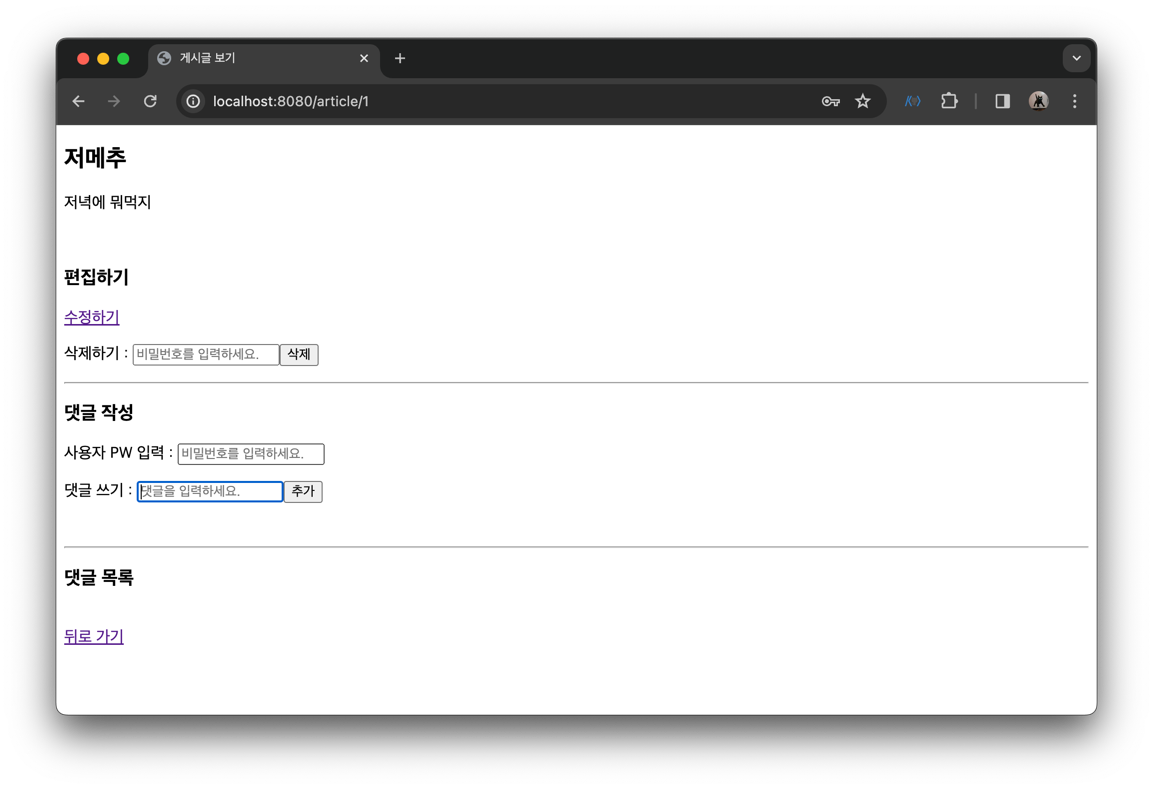 게시글 보기
localhost:8080/article/1
저메추
저녁에 뭐먹지
편집하기
수정하기
삭제하기 : 비밀번호를 입력하세요. 삭제
댓글 작성
사용자 PW 입력 : 비밀번호를 입력하세요.
댓글 쓰기 : 댓글을 입력하세요. 추가
댓글 목록
뒤로 가기